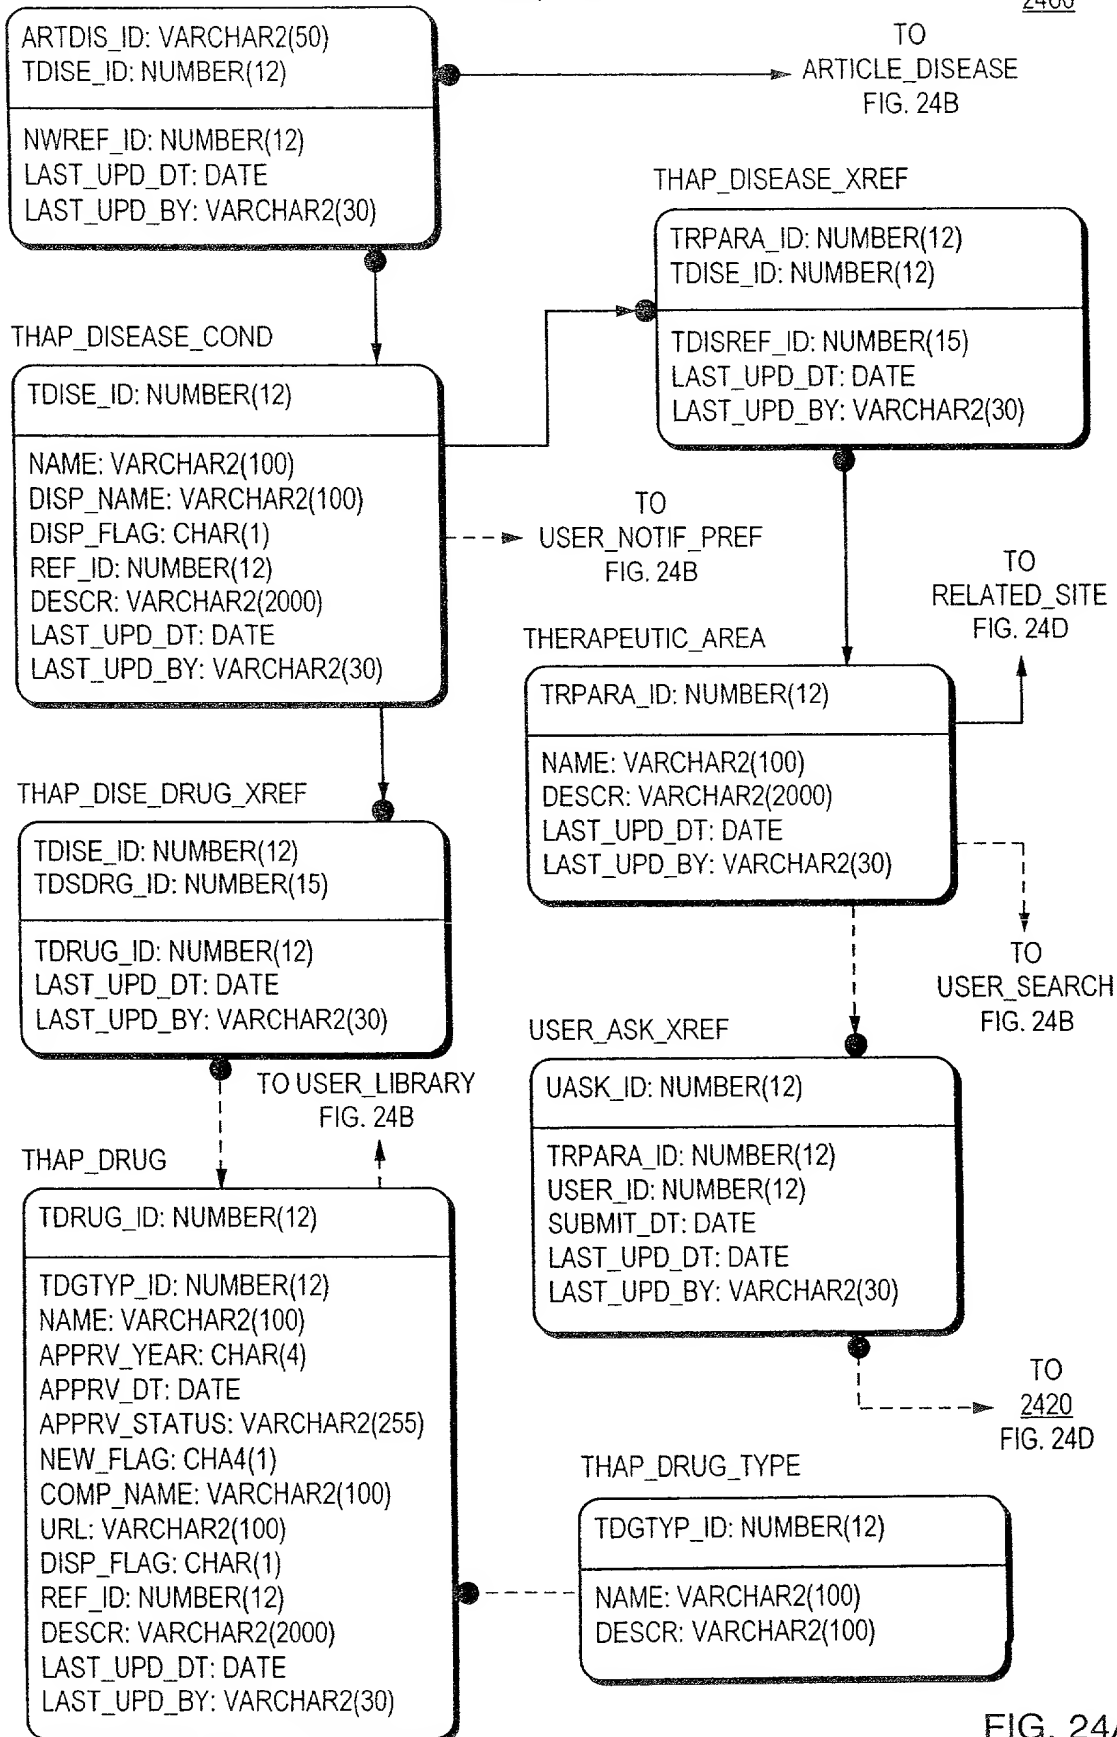 2400
ARTDIS_ID: VARCHAR2(50)
TDISE_ID: NUMBER(12)
NWREF_ID: NUMBER(12)
LAST_UPD_DT: DATE
LAST_UPD_BY: VARCHAR2(30)
TO
ARTICLE_DISEASE
FIG. 24B
THAP_DISEASE_XREF
TRPARA_ID: NUMBER(12)
TDISE_ID: NUMBER(12)
TDISREF_ID: NUMBER(15)
LAST_UPD_DT: DATE
LAST_UPD_BY: VARCHAR2(30)
THAP_DISEASE_COND
TDISE_ID: NUMBER(12)
NAME: VARCHAR2(100)
DISP_NAME: VARCHAR2(100)
DISP_FLAG: CHAR(1)
REF_ID: NUMBER(12)
DESCR: VARCHAR2(2000)
LAST_UPD_DT: DATE
LAST_UPD_BY: VARCHAR2(30)
TO
USER_NOTIF_PREF
FIG. 24B
TO
RELATED_SITE
FIG. 24D
THERAPEUTIC_AREA
TRPARA_ID: NUMBER(12)
NAME: VARCHAR2(100)
DESCR: VARCHAR2(2000)
LAST_UPD_DT: DATE
LAST_UPD_BY: VARCHAR2(30)
TO
USER_SEARCH
FIG. 24B
THAP_DISE_DRUG_XREF
TDISE_ID: NUMBER(12)
TDSDRG_ID: NUMBER(15)
TDRUG_ID: NUMBER(12)
LAST_UPD_DT: DATE
LAST_UPD_BY: VARCHAR2(30)
TO USER_LIBRARY
FIG. 24B
USER_ASK_XREF
UASK_ID: NUMBER(12)
TRPARA_ID: NUMBER(12)
USER_ID: NUMBER(12)
SUBMIT_DT: DATE
LAST_UPD_DT: DATE
LAST_UPD_BY: VARCHAR2(30)
TO
2420
FIG. 24D
THAP_DRUG
TDRUG_ID: NUMBER(12)
TDGTYP_ID: NUMBER(12)
NAME: VARCHAR2(100)
APPRV_YEAR: CHAR(4)
APPRV_DT: DATE
APPRV_STATUS: VARCHAR2(255)
NEW_FLAG: CHA4(1)
COMP_NAME: VARCHAR2(100)
URL: VARCHAR2(100)
DISP_FLAG: CHAR(1)
REF_ID: NUMBER(12)
DESCR: VARCHAR2(2000)
LAST_UPD_DT: DATE
LAST_UPD_BY: VARCHAR2(30)
THAP_DRUG_TYPE
TDGTYP_ID: NUMBER(12)
NAME: VARCHAR2(100)
DESCR: VARCHAR2(100)
FIG. 24A